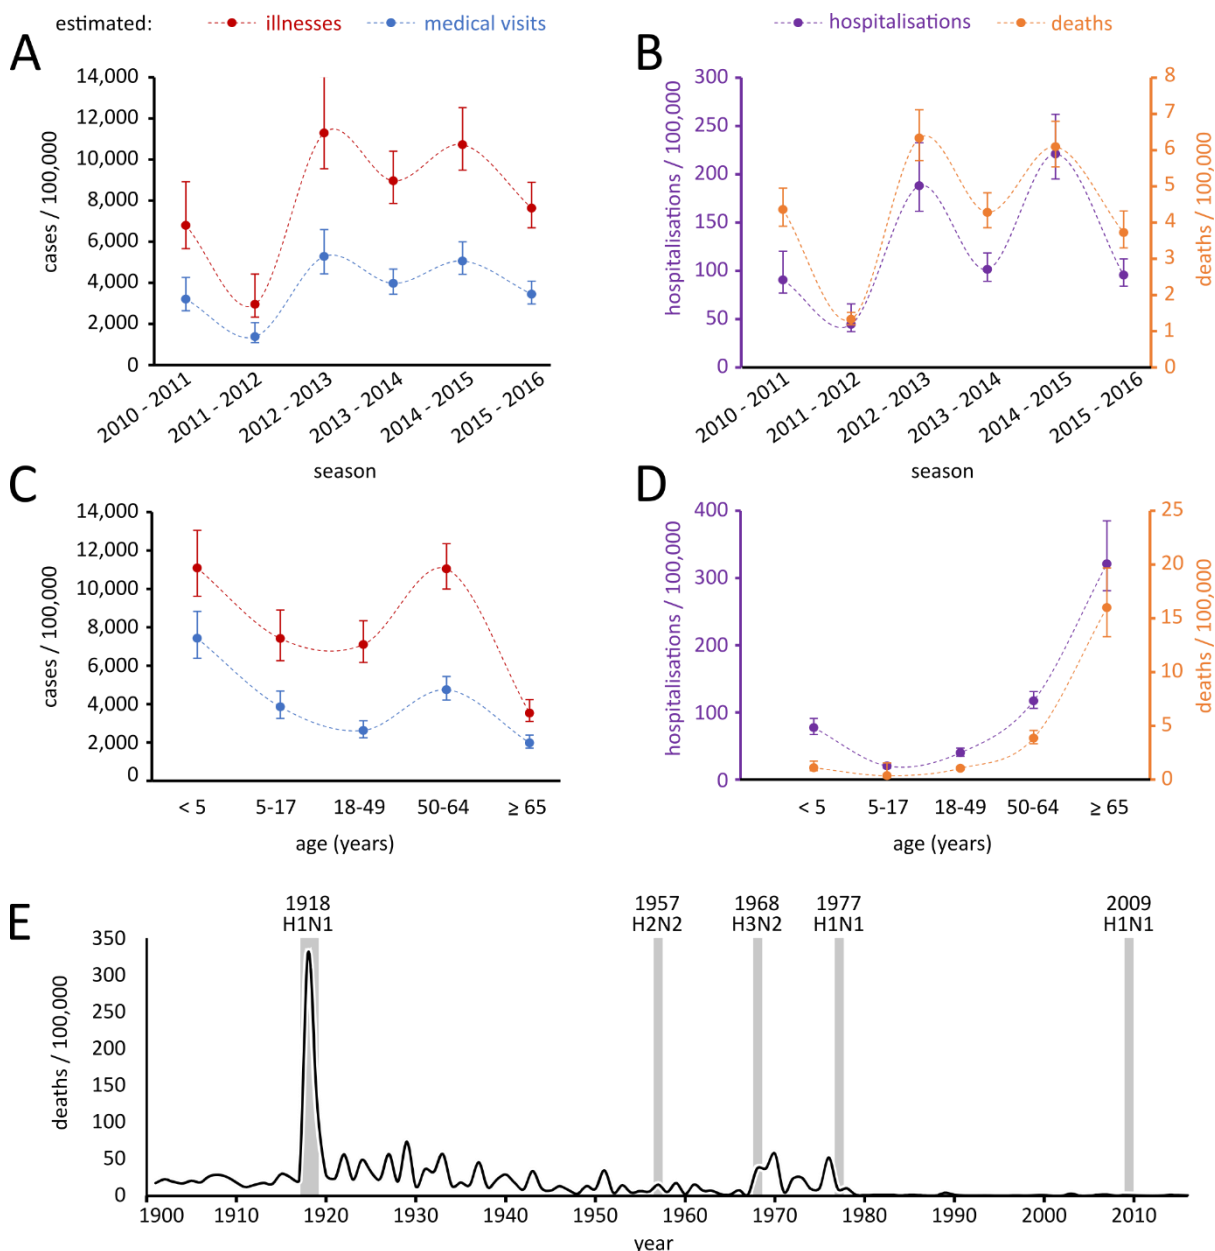 estimated: illnesses medical visits hospitalisations deaths
A
14,000
12,000
10,000
8,000
6,000
4,000
2,000
0
cases / 100,000
2010 - 2011
2011 - 2012
2012 - 2013
2013 - 2014
2014 - 2015
2015 - 2016
season
B
300
250
200
150
100
50
0
hospitalisations / 100,000
8
7
6
5
4
3
2
1
0
deaths / 100,000
2010 - 2011
2011 - 2012
2012 - 2013
2013 - 2014
2014 - 2015
2015 - 2016
season
C
14,000
12,000
10,000
8,000
6,000
4,000
2,000
0
cases / 100,000
< 5 5-17 18-49 50-64 ≥ 65
age (years)
D
400
300
200
100
0
hospitalisations / 100,000
25
20
15
10
5
0
deaths / 100,000
< 5 5-17 18-49 50-64 ≥ 65
age (years)
E
1918
H1N1
1957
H2N2
1968
H3N2
1977
H1N1
2009
H1N1
350
300
250
200
150
100
50
0
deaths / 100,000
1900 1910 1920 1930 1940 1950 1960 1970 1980 1990 2000 2010
year